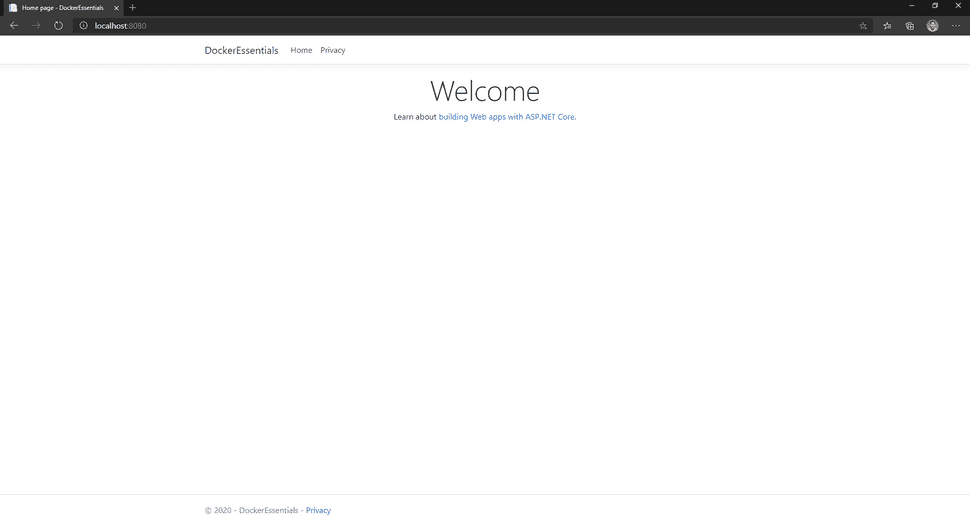 Home page - DockerEssentials
localhost:8080
DockerEssentials Home Privacy
Welcome
Learn about building Web apps with ASP.NET Core.
© 2020 - DockerEssentials - Privacy